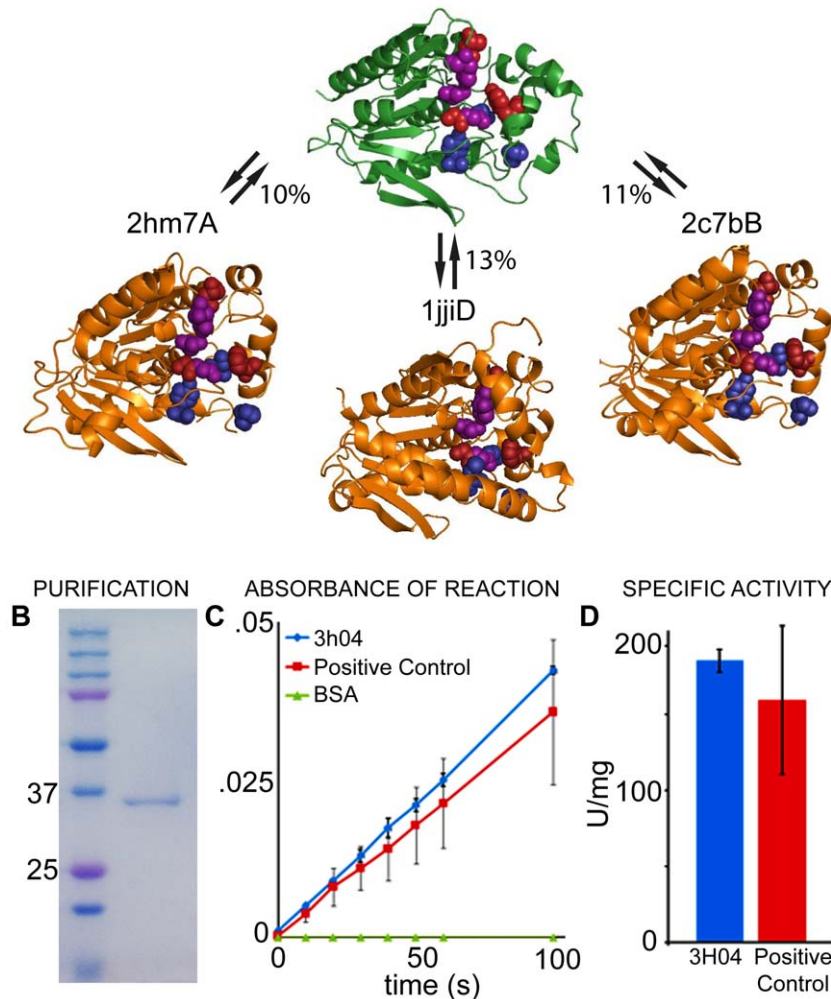 10%
11%
2hm7A
2c7bB
13%
1jjiD
PURIFICATION
ABSORBANCE OF REACTION
SPECIFIC ACTIVITY
B
37
25
C
.05
.025
0
3h04
Positive Control
BSA
0
50
100
time (s)
D
200
100
0
U/mg
3H04
Positive
Control